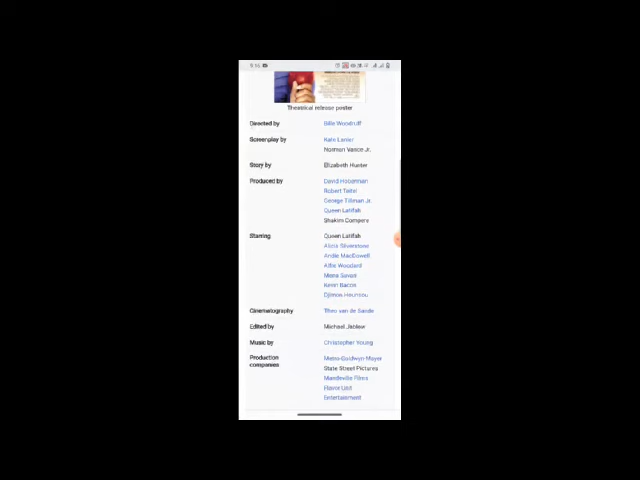 Theatrical release poster
Directed by Bille Woodruff
Screenplay by Kate Lanier
Norman Vance Jr.
Story by Elizabeth Hunter
Produced by David Hoberman
Robert Teitel
George Tillman Jr.
Queen Latifah
Shakim Compere
Starring Queen Latifah
Alicia Silverstone
Andie MacDowell
Alfre Woodard
Mena Suvari
Kevin Bacon
Djimon Hounsou
Cinematography Theo van de Sande
Edited by Michael Jablow
Music by Christopher Young
Production companies Metro-Goldwyn-Mayer
State Street Pictures
Mandeville Films
Flavor Unit
Entertainment